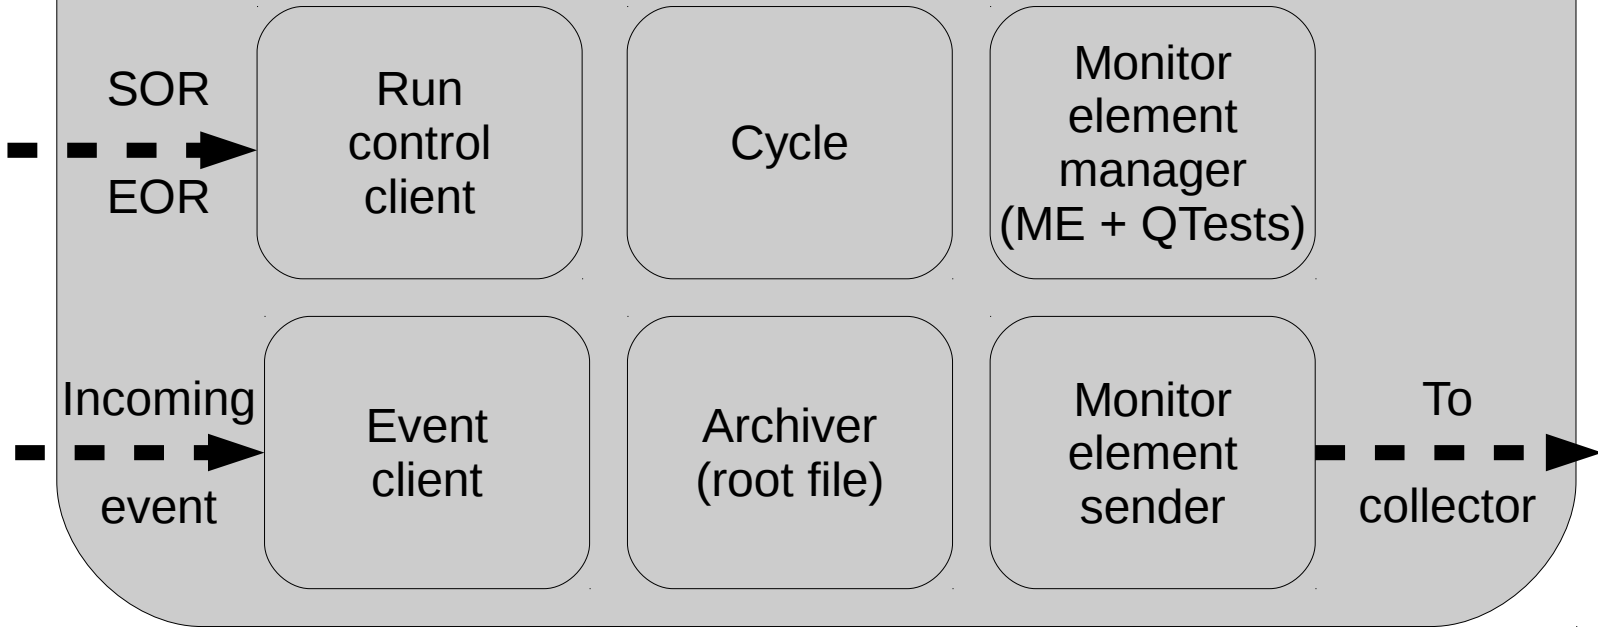 SOR
EOR
Run
control
client
Cycle
Monitor
element
manager
(ME + QTests)
Incoming
event
Event
client
Archiver
(root file)
Monitor
element
sender
To
collector